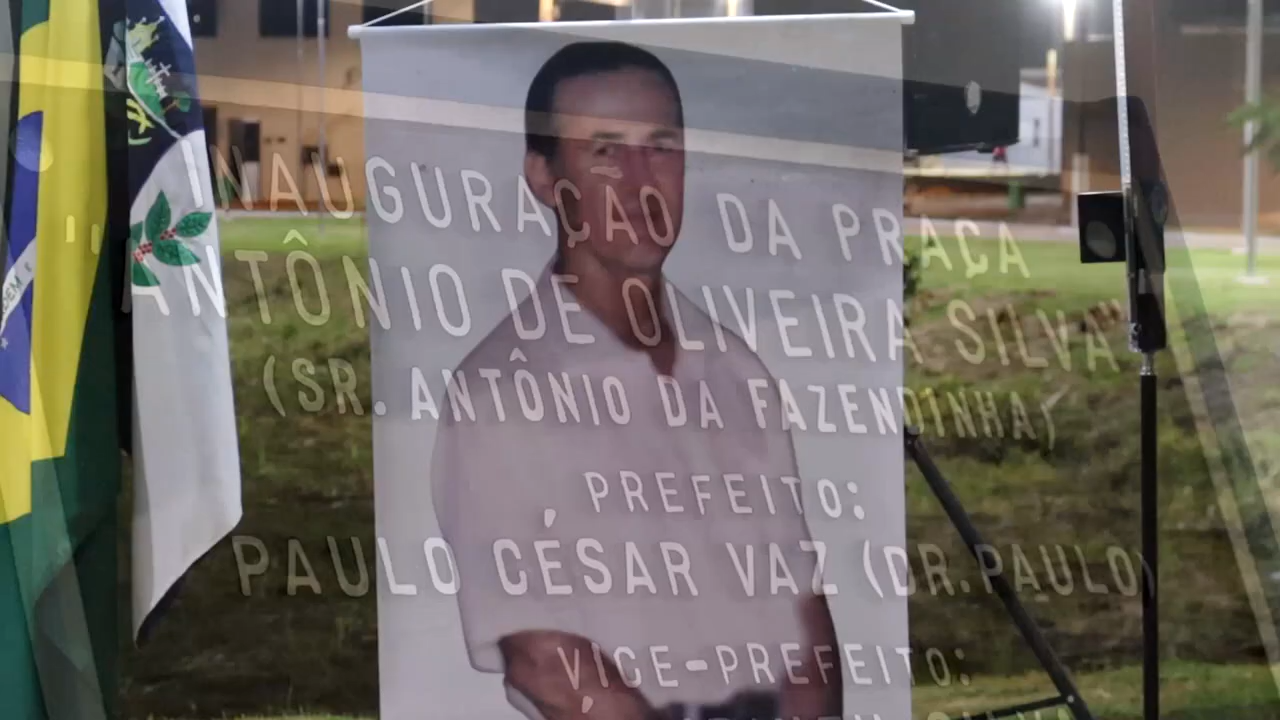 INAUGURAÇÃO DA PRAÇA
"ANTÔNIO DE OLIVEIRA SILVA"
(SR. ANTÔNIO DA FAZENDINHA)
PREFEITO:
PAULO CÉSAR VAZ (DR. PAULO)
VICE-PREFEITO: